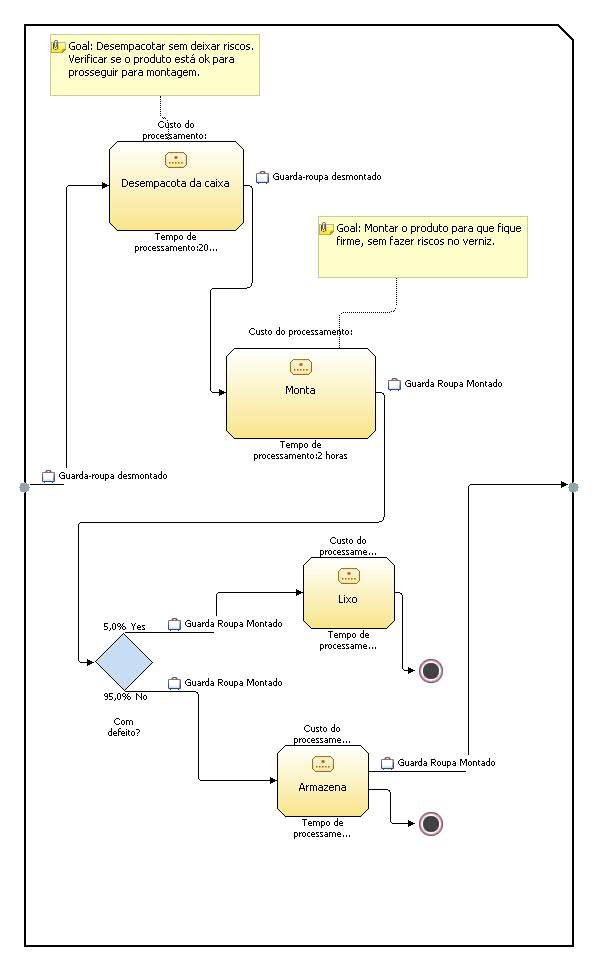 Goal: Desempacotar sem deixar riscos.
Verificar se o produto está ok para
prosseguir para montagem.
Custo do
processamento:
Desempacota da caixa
Guarda-roupa desmontado
Tempo de
processamento:20...
Goal: Montar o produto para que fique
firme, sem fazer riscos no verniz.
Custo do processamento:
Monta
Guarda Roupa Montado
Tempo de
processamento:2 horas
Guarda-roupa desmontado
Custo do
processame...
Lixo
Tempo de
processame...
5,0% Yes
Guarda Roupa Montado
Guarda Roupa Montado
95,0% No
Com
defeito?
Custo do
processame...
Armazena
Guarda Roupa Montado
Tempo de
processame...